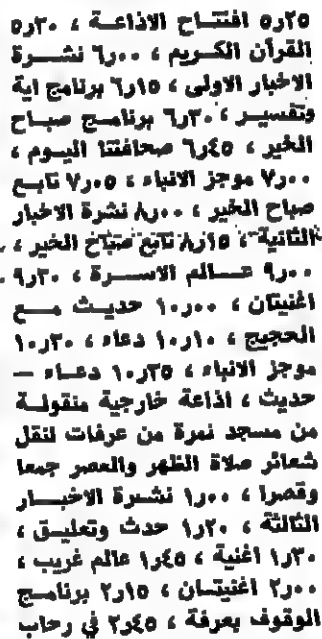 ٢٥ر٥ افتتاح الاذاعة ، ٣٠ر٥
القرآن الكريم ، ٠٠ر٦ نشرة
الاخبار الاولى ، ١٥ر٦ برنامج اية
وتفسير ، ٣٠ر٦ برنامج صباح
الخير ، ٤٥ر٦ صحافتنا اليوم ،
٠٠ر٧ موجز الانباء ، ٠٥ر٧ تابع
صباح الخير ، ٠٠ر٨ نشرة الاخبار
الثانية ، ١٥ر٨ تابع صباح الخير ،
٠٠ر٩ عالم الاسرة ، ٣٠ر٩
اغنيتان ، ٠٠ر١٠ حديث مع
الحجيج ، ١٠ر١٠ دعاء ، ٣٠ر١٠
موجز الانباء ، ٣٥ر١٠ دعاء —
حديث ، اذاعة خارجية منقولة
من مسجد نمرة من عرفات لنقل
شعائر صلاة الظهر والعصر جمعا
وقصرا ، ٠٠ر١ نشرة الاخبار
الثالثة ، ٢٠ر١ حدث وتعليق ،
٣٠ر١ اغنية ، ٤٥ر١ عالم غريب ،
٠٠ر٢ اغنيتان ، ١٥ر٢ برنامج
الوقوف بعرفة ، ٤٥ر٢ في رحاب